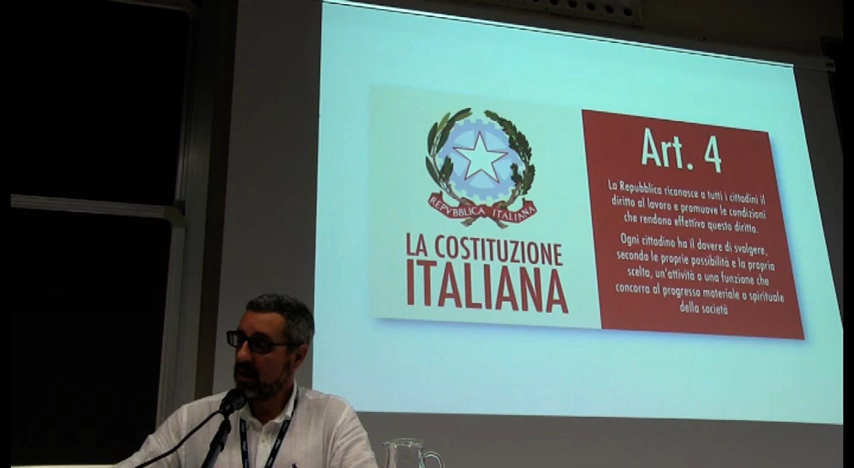 REPVBBLICA ITALIANA
LA COSTITUZIONE
ITALIANA
Art. 4
La Repubblica riconosce a tutti i cittadini il
diritto al lavoro e promuove le condizioni
che rendano effettiva questo diritto.
Ogni cittadino ha il dovere di svolgere,
secondo le proprie possibilità e la propria
scelta, un'attività o una funzione che
concorra al progresso materiale o spirituale
della società